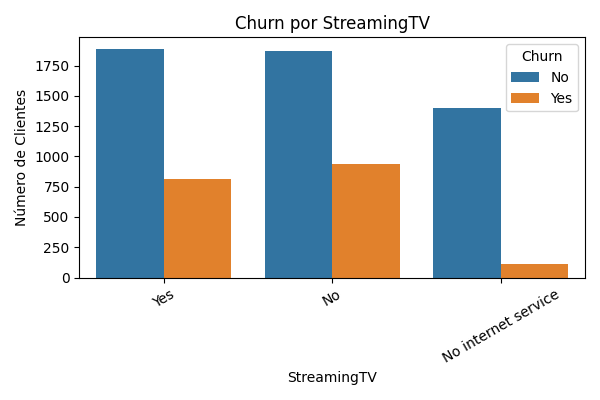 Churn por StreamingTV
Número de Clientes
1750
1500
1250
1000
750
500
250
0
Churn
No
Yes
Yes
No
No internet service
StreamingTV